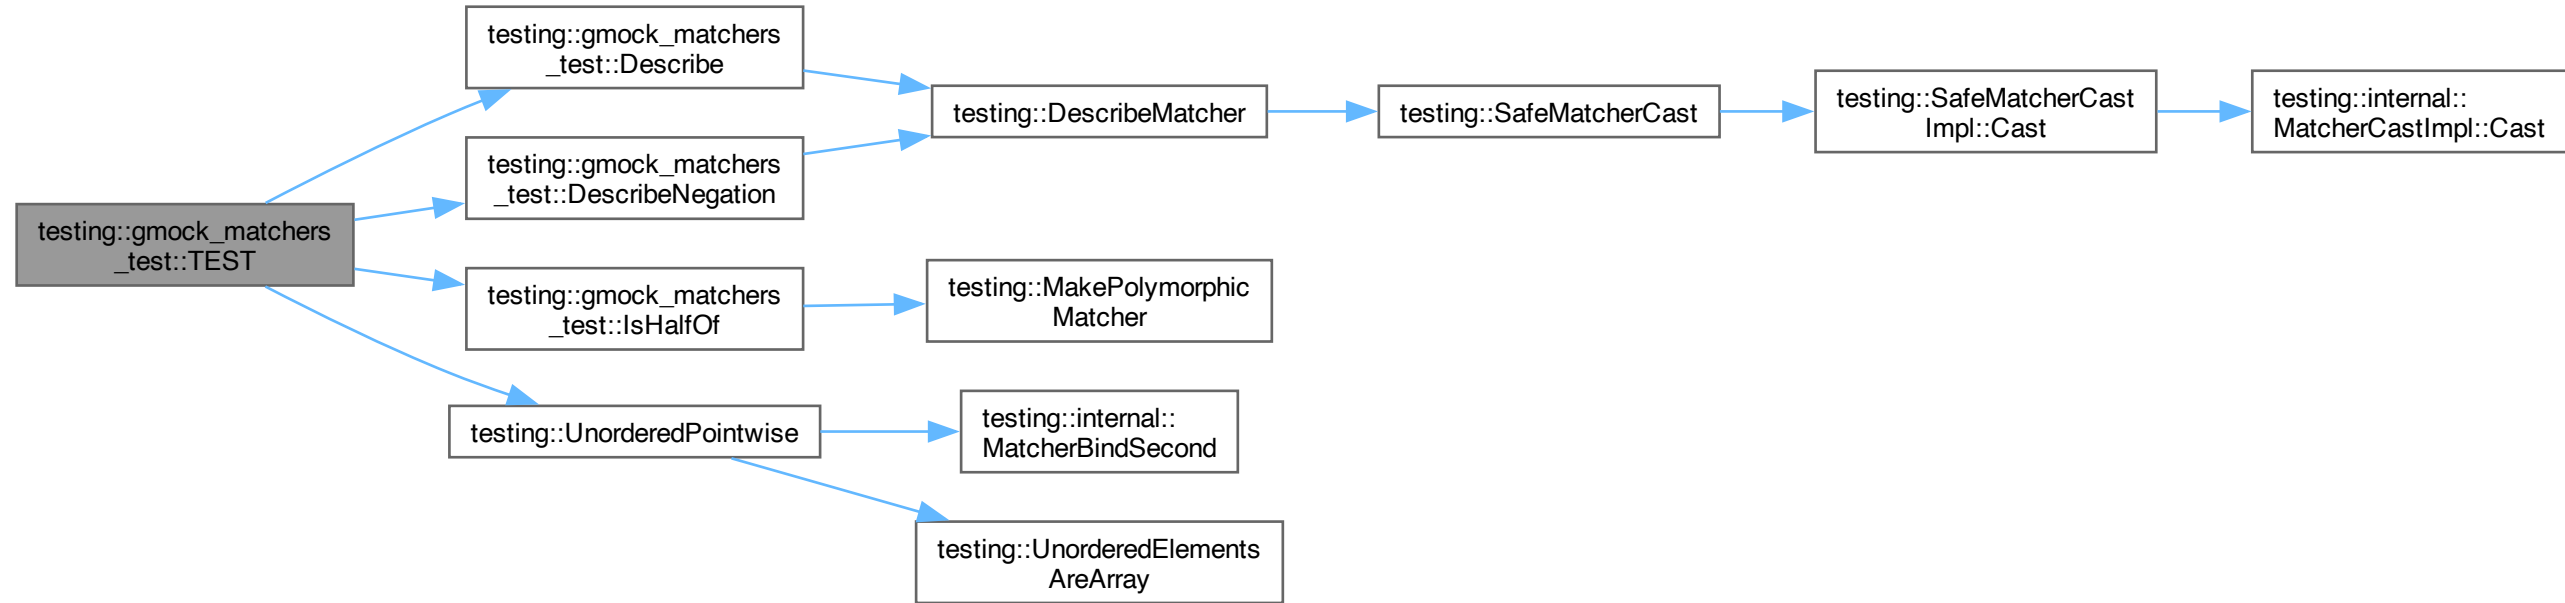 testing::gmock_matchers
_test::TEST
testing::gmock_matchers
_test::Describe
testing::gmock_matchers
_test::DescribeNegation
testing::gmock_matchers
_test::IsHalfOf
testing::UnorderedPointwise
testing::DescribeMatcher
testing::MakePolymorphic
Matcher
testing::internal::
MatcherBindSecond
testing::UnorderedElements
AreArray
testing::SafeMatcherCast
testing::SafeMatcherCast
Impl::Cast
testing::internal::
MatcherCastImpl::Cast